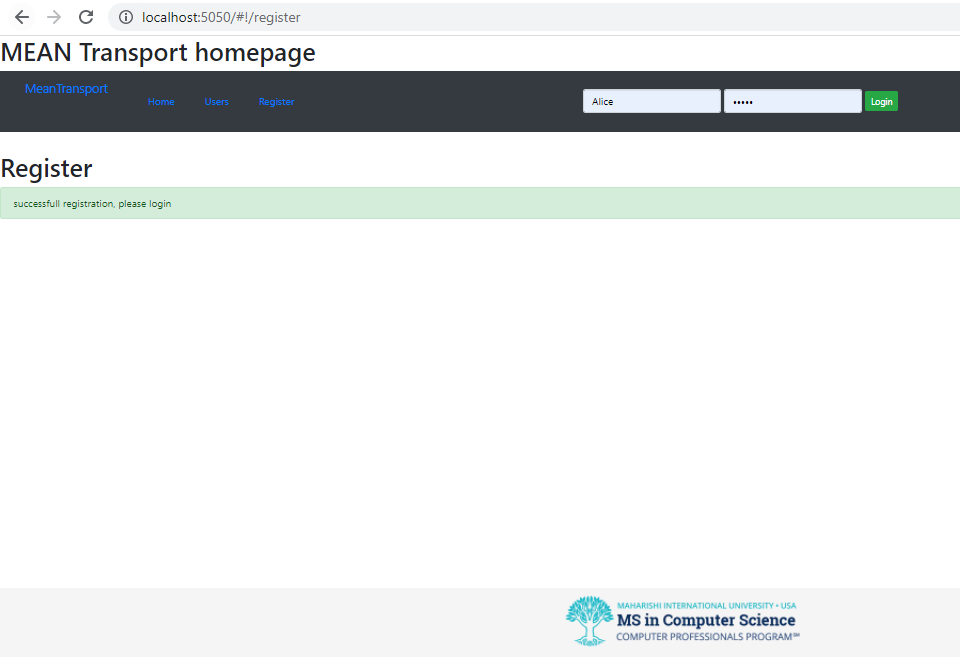 localhost:5050/#!/register
MEAN Transport homepage
MeanTransport
Home Users Register Alice ••••• Login
Register
successfull registration, please login
MAHARISHI INTERNATIONAL UNIVERSITY • USA
MS in Computer Science
COMPUTER PROFESSIONALS PROGRAM℠